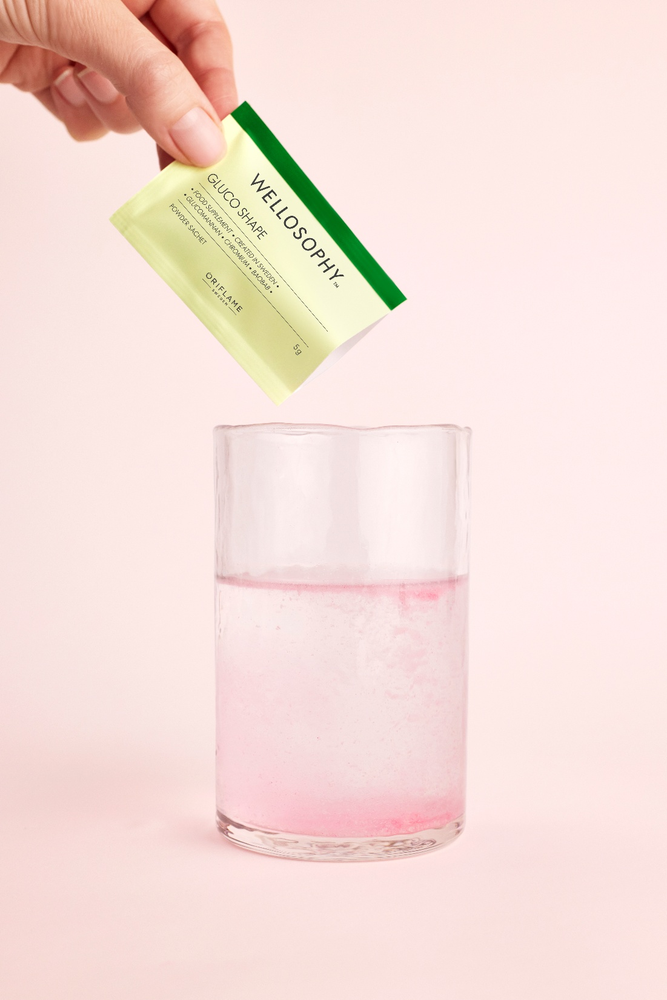 WELLOSOPHY™
GLUCO SHAPE
• FOOD SUPPLEMENT • CREATED IN SWEDEN •
• GLUCOMANNAN • CHROMIUM • BAOBAB •
POWDER SACHET
5g
ORIFLAME
SWEDEN